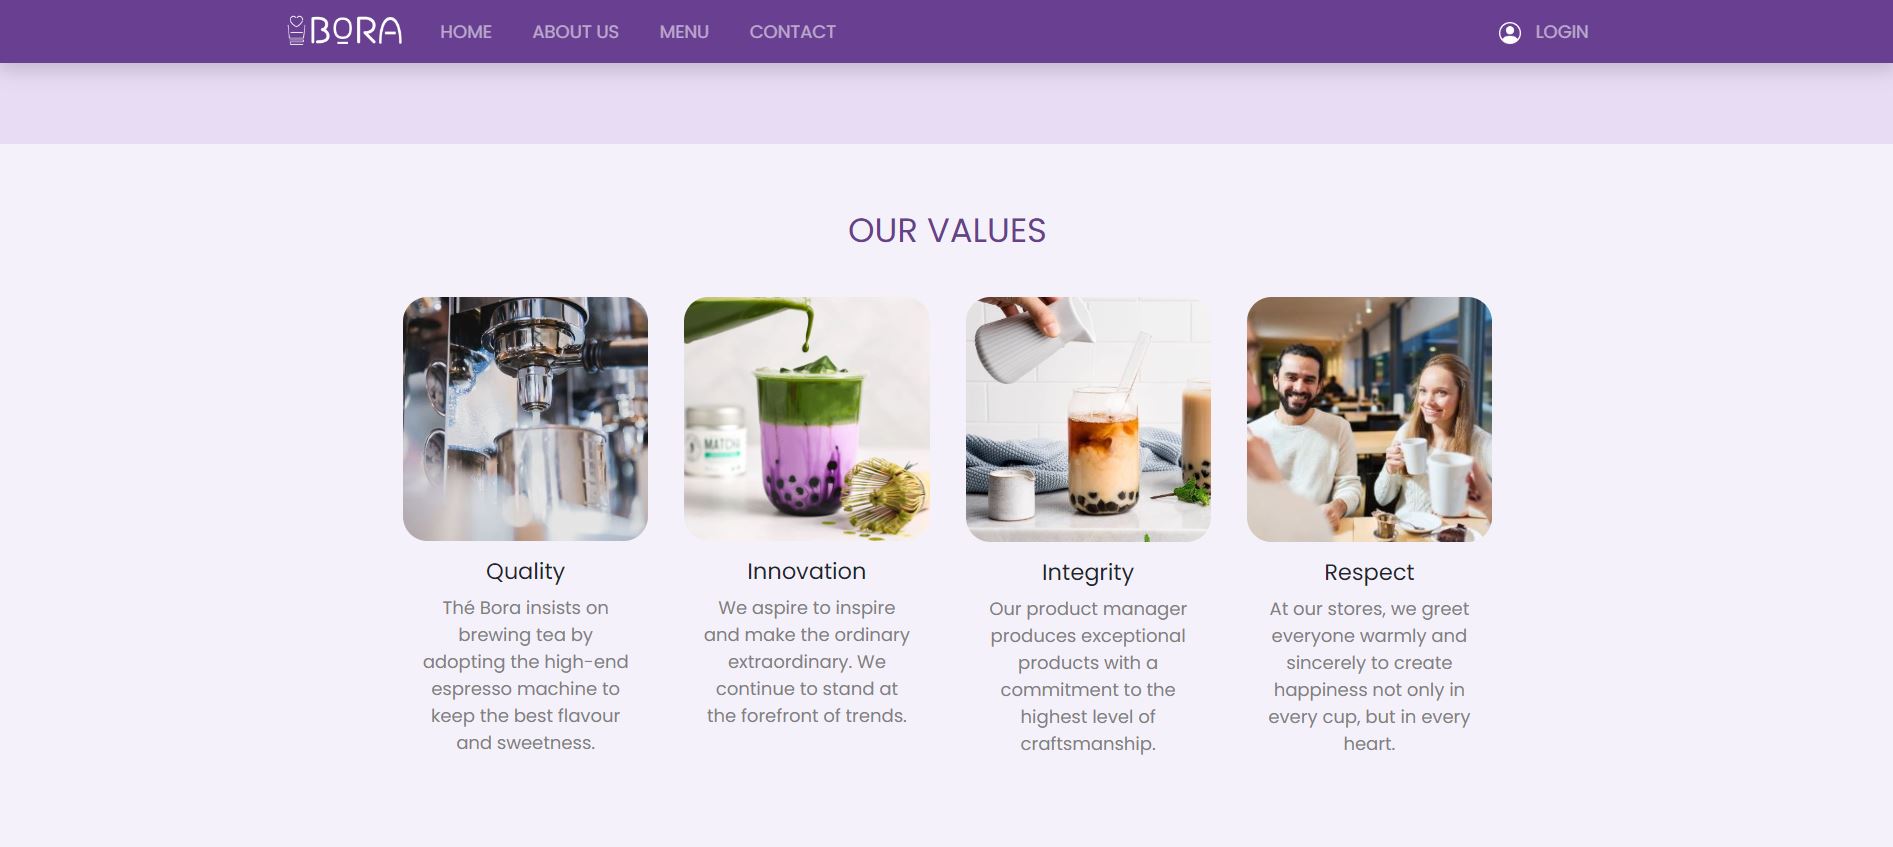 BORA HOME ABOUT US MENU CONTACT LOGIN
OUR VALUES
MATCHA
Quality
Thé Bora insists on
brewing tea by
adopting the high-end
espresso machine to
keep the best flavour
and sweetness.
Innovation
We aspire to inspire
and make the ordinary
extraordinary. We
continue to stand at
the forefront of trends.
Integrity
Our product manager
produces exceptional
products with a
commitment to the
highest level of
craftsmanship.
Respect
At our stores, we greet
everyone warmly and
sincerely to create
happiness not only in
every cup, but in every
heart.